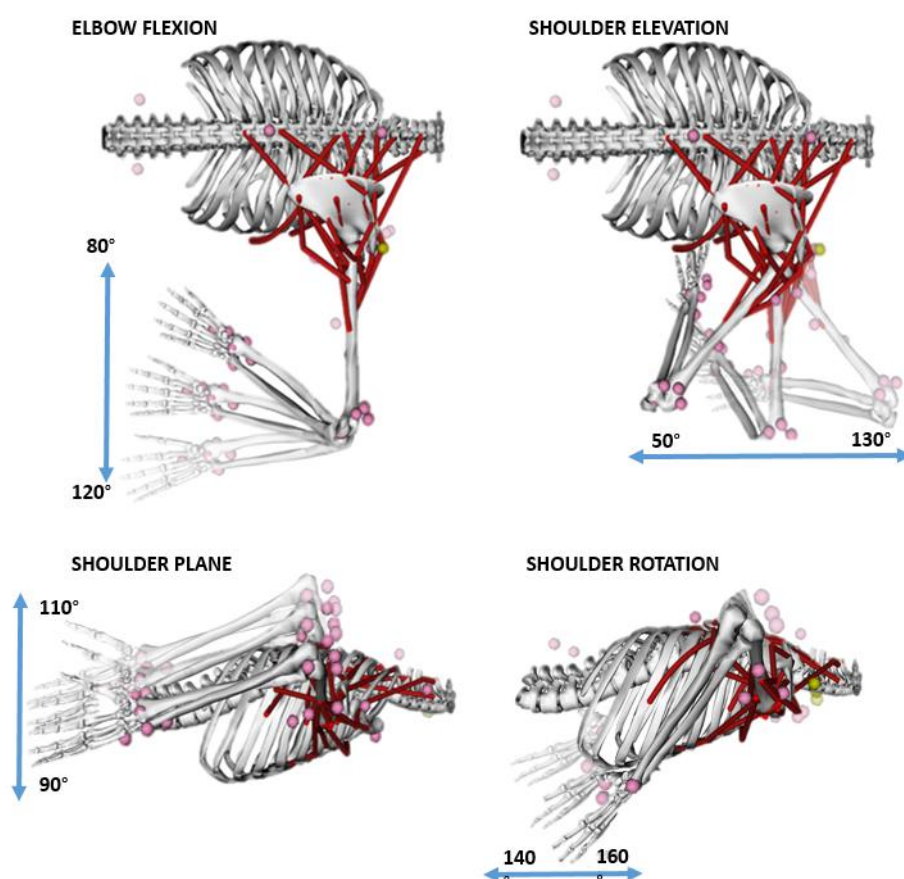 ELBOW FLEXION
SHOULDER ELEVATION
80°
120°
50°
130°
SHOULDER PLANE
SHOULDER ROTATION
110°
90°
140
°
160
°